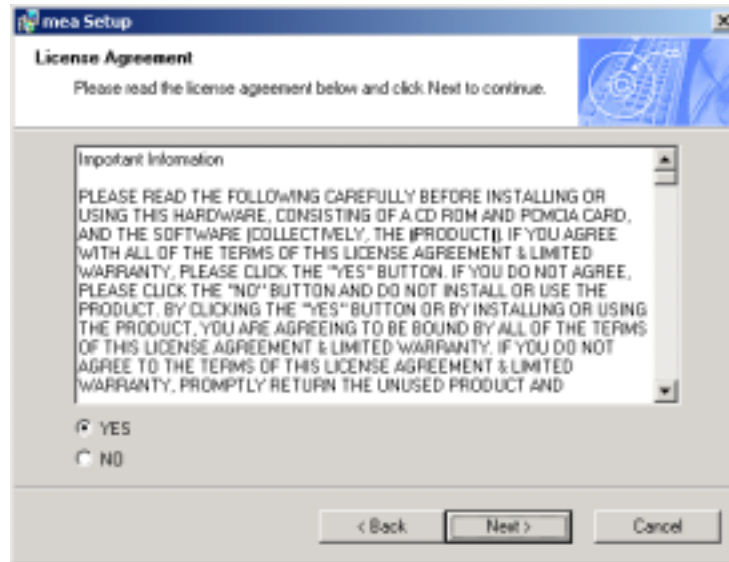 mea Setup
License Agreement
Please read the license agreement below and click Next to continue.
Important Information
PLEASE READ THE FOLLOWING CAREFULLY BEFORE INSTALLING OR
USING THIS HARDWARE, CONSISTING OF A CD ROM AND PCMCIA CARD,
AND THE SOFTWARE (COLLECTIVELY, THE ǁPRODUCTǁ). IF YOU AGREE
WITH ALL OF THE TERMS OF THIS LICENSE AGREEMENT & LIMITED
WARRANTY, PLEASE CLICK THE "YES" BUTTON. IF YOU DO NOT AGREE,
PLEASE CLICK THE "NO" BUTTON AND DO NOT INSTALL OR USE THE
PRODUCT. BY CLICKING THE "YES" BUTTON OR BY INSTALLING OR USING
THE PRODUCT, YOU ARE AGREEING TO BE BOUND BY ALL OF THE TERMS
OF THIS LICENSE AGREEMENT & LIMITED WARRANTY. IF YOU DO NOT
AGREE TO THE TERMS OF THIS LICENSE AGREEMENT & LIMITED
WARRANTY, PROMPTLY RETURN THE UNUSED PRODUCT AND
YES
NO
< Back
Next >
Cancel